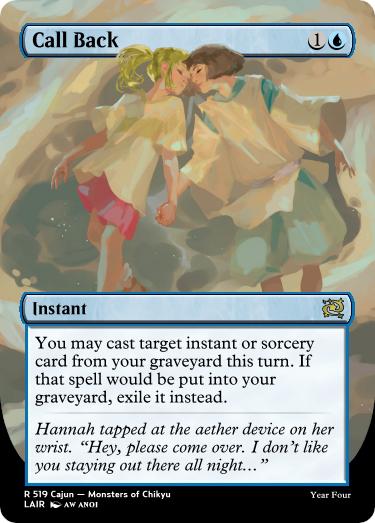 Call Back
1
Instant
You may cast target instant or sorcery
card from your graveyard this turn. If
that spell would be put into your
graveyard, exile it instead.
Hannah tapped at the aether device on her
wrist. “Hey, please come over. I don’t like
you staying out there all night…”
R 519 Cajun — Monsters of Chikyu
LAIR AW ANOI
Year Four